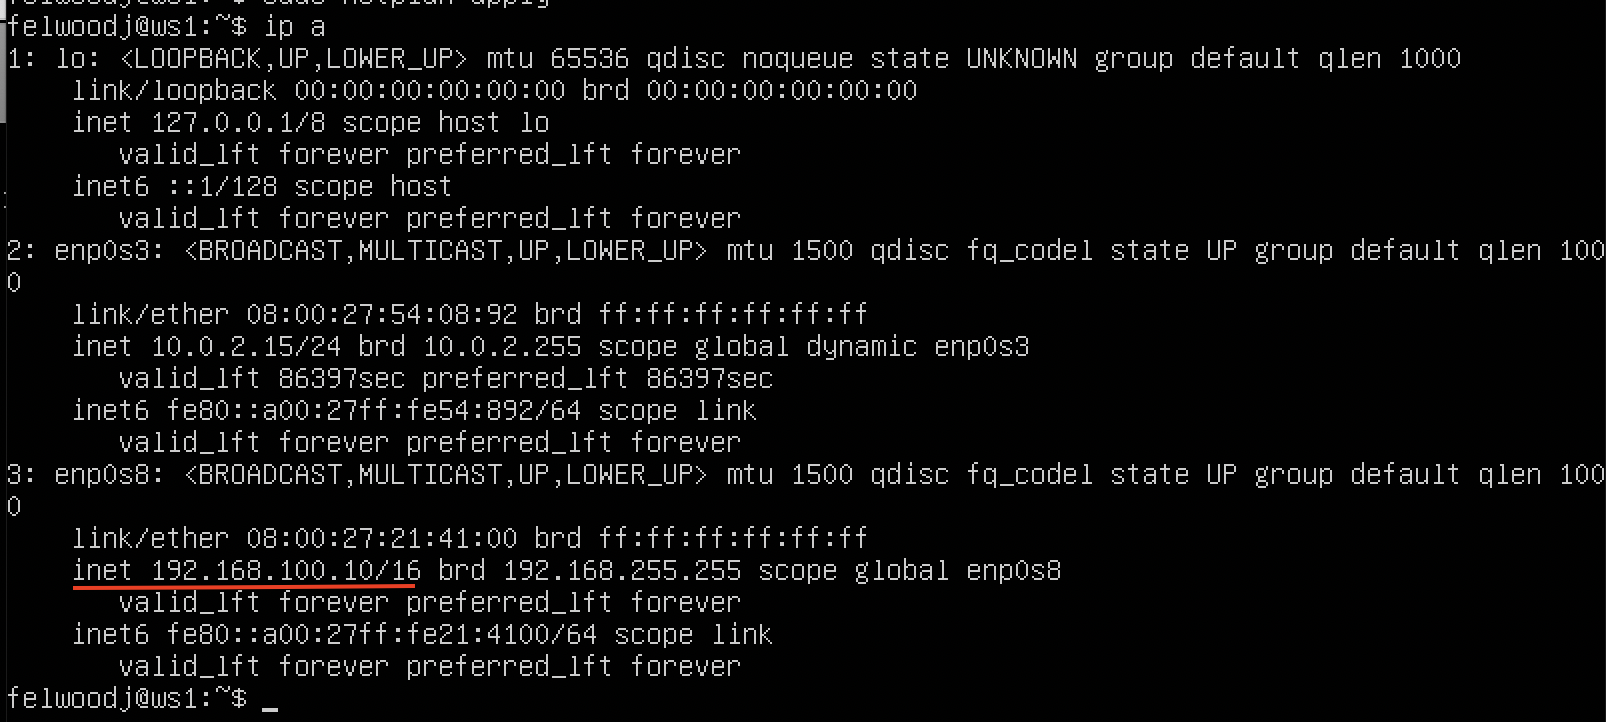 felwoodj@ws1:~$ ip a
1: lo: <LOOPBACK,UP,LOWER_UP> mtu 65536 qdisc noqueue state UNKNOWN group default qlen 1000
    link/loopback 00:00:00:00:00:00 brd 00:00:00:00:00:00
    inet 127.0.0.1/8 scope host lo
       valid_lft forever preferred_lft forever
    inet6 ::1/128 scope host
       valid_lft forever preferred_lft forever
2: enp0s3: <BROADCAST,MULTICAST,UP,LOWER_UP> mtu 1500 qdisc fq_codel state UP group default qlen 100
0
    link/ether 08:00:27:54:08:92 brd ff:ff:ff:ff:ff:ff
    inet 10.0.2.15/24 brd 10.0.2.255 scope global dynamic enp0s3
       valid_lft 86397sec preferred_lft 86397sec
    inet6 fe80::a00:27ff:fe54:892/64 scope link
       valid_lft forever preferred_lft forever
3: enp0s8: <BROADCAST,MULTICAST,UP,LOWER_UP> mtu 1500 qdisc fq_codel state UP group default qlen 100
0
    link/ether 08:00:27:21:41:00 brd ff:ff:ff:ff:ff:ff
    inet 192.168.100.10/16 brd 192.168.255.255 scope global enp0s8
       valid_lft forever preferred_lft forever
    inet6 fe80::a00:27ff:fe21:4100/64 scope link
       valid_lft forever preferred_lft forever
felwoodj@ws1:~$ _